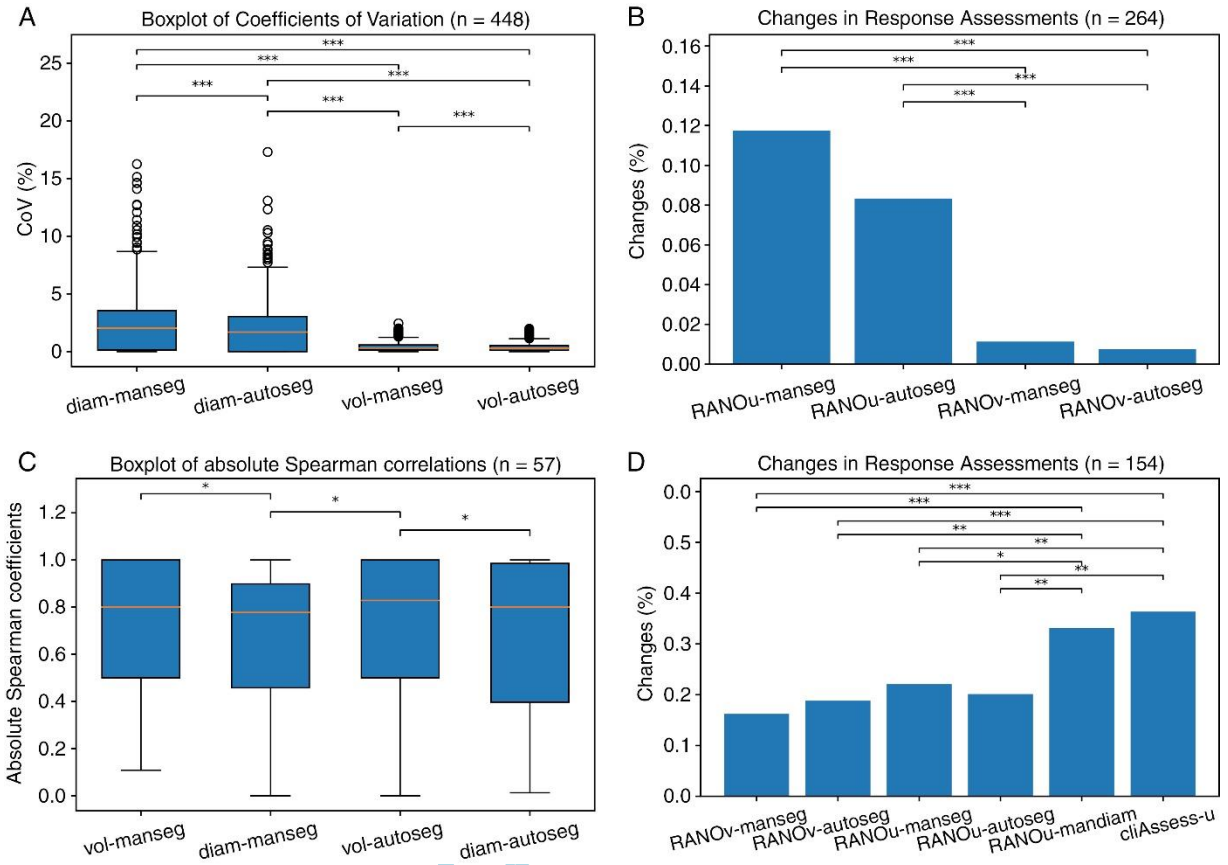 A
Boxplot of Coefficients of Variation (n = 448)
CoV (%)
25
20
15
10
5
0
***
***
***
***
***
***
diam-manseg
diam-autoseg
vol-manseg
vol-autoseg
B
Changes in Response Assessments (n = 264)
Changes (%)
0.16
0.14
0.12
0.10
0.08
0.06
0.04
0.02
0.00
***
***
***
***
RANOu-manseg
RANOu-autoseg
RANOv-manseg
RANOv-autoseg
C
Boxplot of absolute Spearman correlations (n = 57)
Absolute Spearman coefficients
1.2
1.0
0.8
0.6
0.4
0.2
0.0
*
*
*
vol-manseg
diam-manseg
vol-autoseg
diam-autoseg
D
Changes in Response Assessments (n = 154)
Changes (%)
0.0
0.5
0.4
0.3
0.2
0.1
0.0
***
***
***
**
**
*
**
**
RANOv-manseg
RANOv-autoseg
RANOu-manseg
RANOu-autoseg
RANOu-mandiam
cliAssess-u